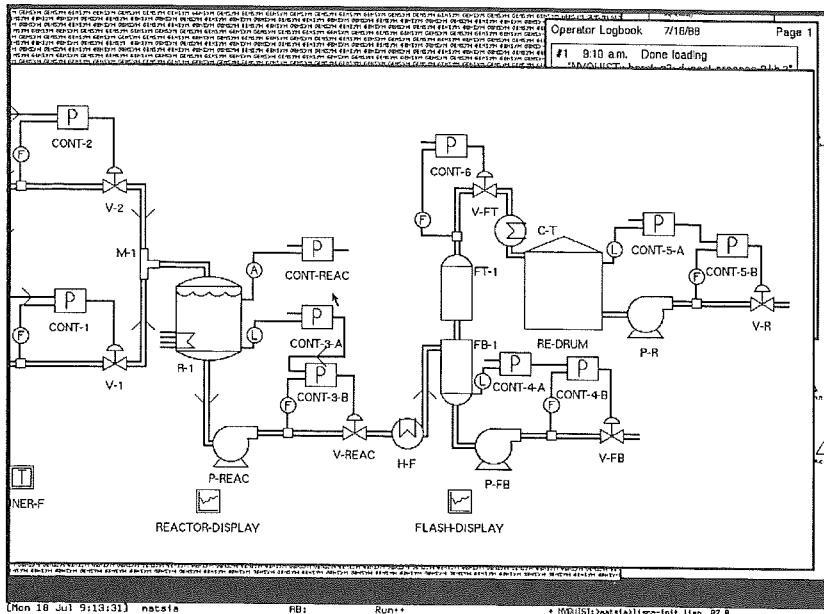 Operator Logbook 7/18/88 Page 1
#1 9:10 a.m. Done loading
P
CONT-2
F
V-2
M-1
P
CONT-1
F
V-1
A
P
CONT-REAC
L
P
CONT-3-A
R-1
P
CONT-3-B
F
V-REAC
P-REAC
H-F
P
CONT-6
F
V-FT
C-T
FT-1
FB-1
RE-DRUM
L
P
CONT-5-A
P
CONT-5-B
F
P-R
V-R
L
P
CONT-4-A
P
CONT-4-B
F
P-FB
V-FB
T
NER-F
REACTOR-DISPLAY
FLASH-DISPLAY
[Mon 18 Jul 9:13:31] matsia RB: Run++